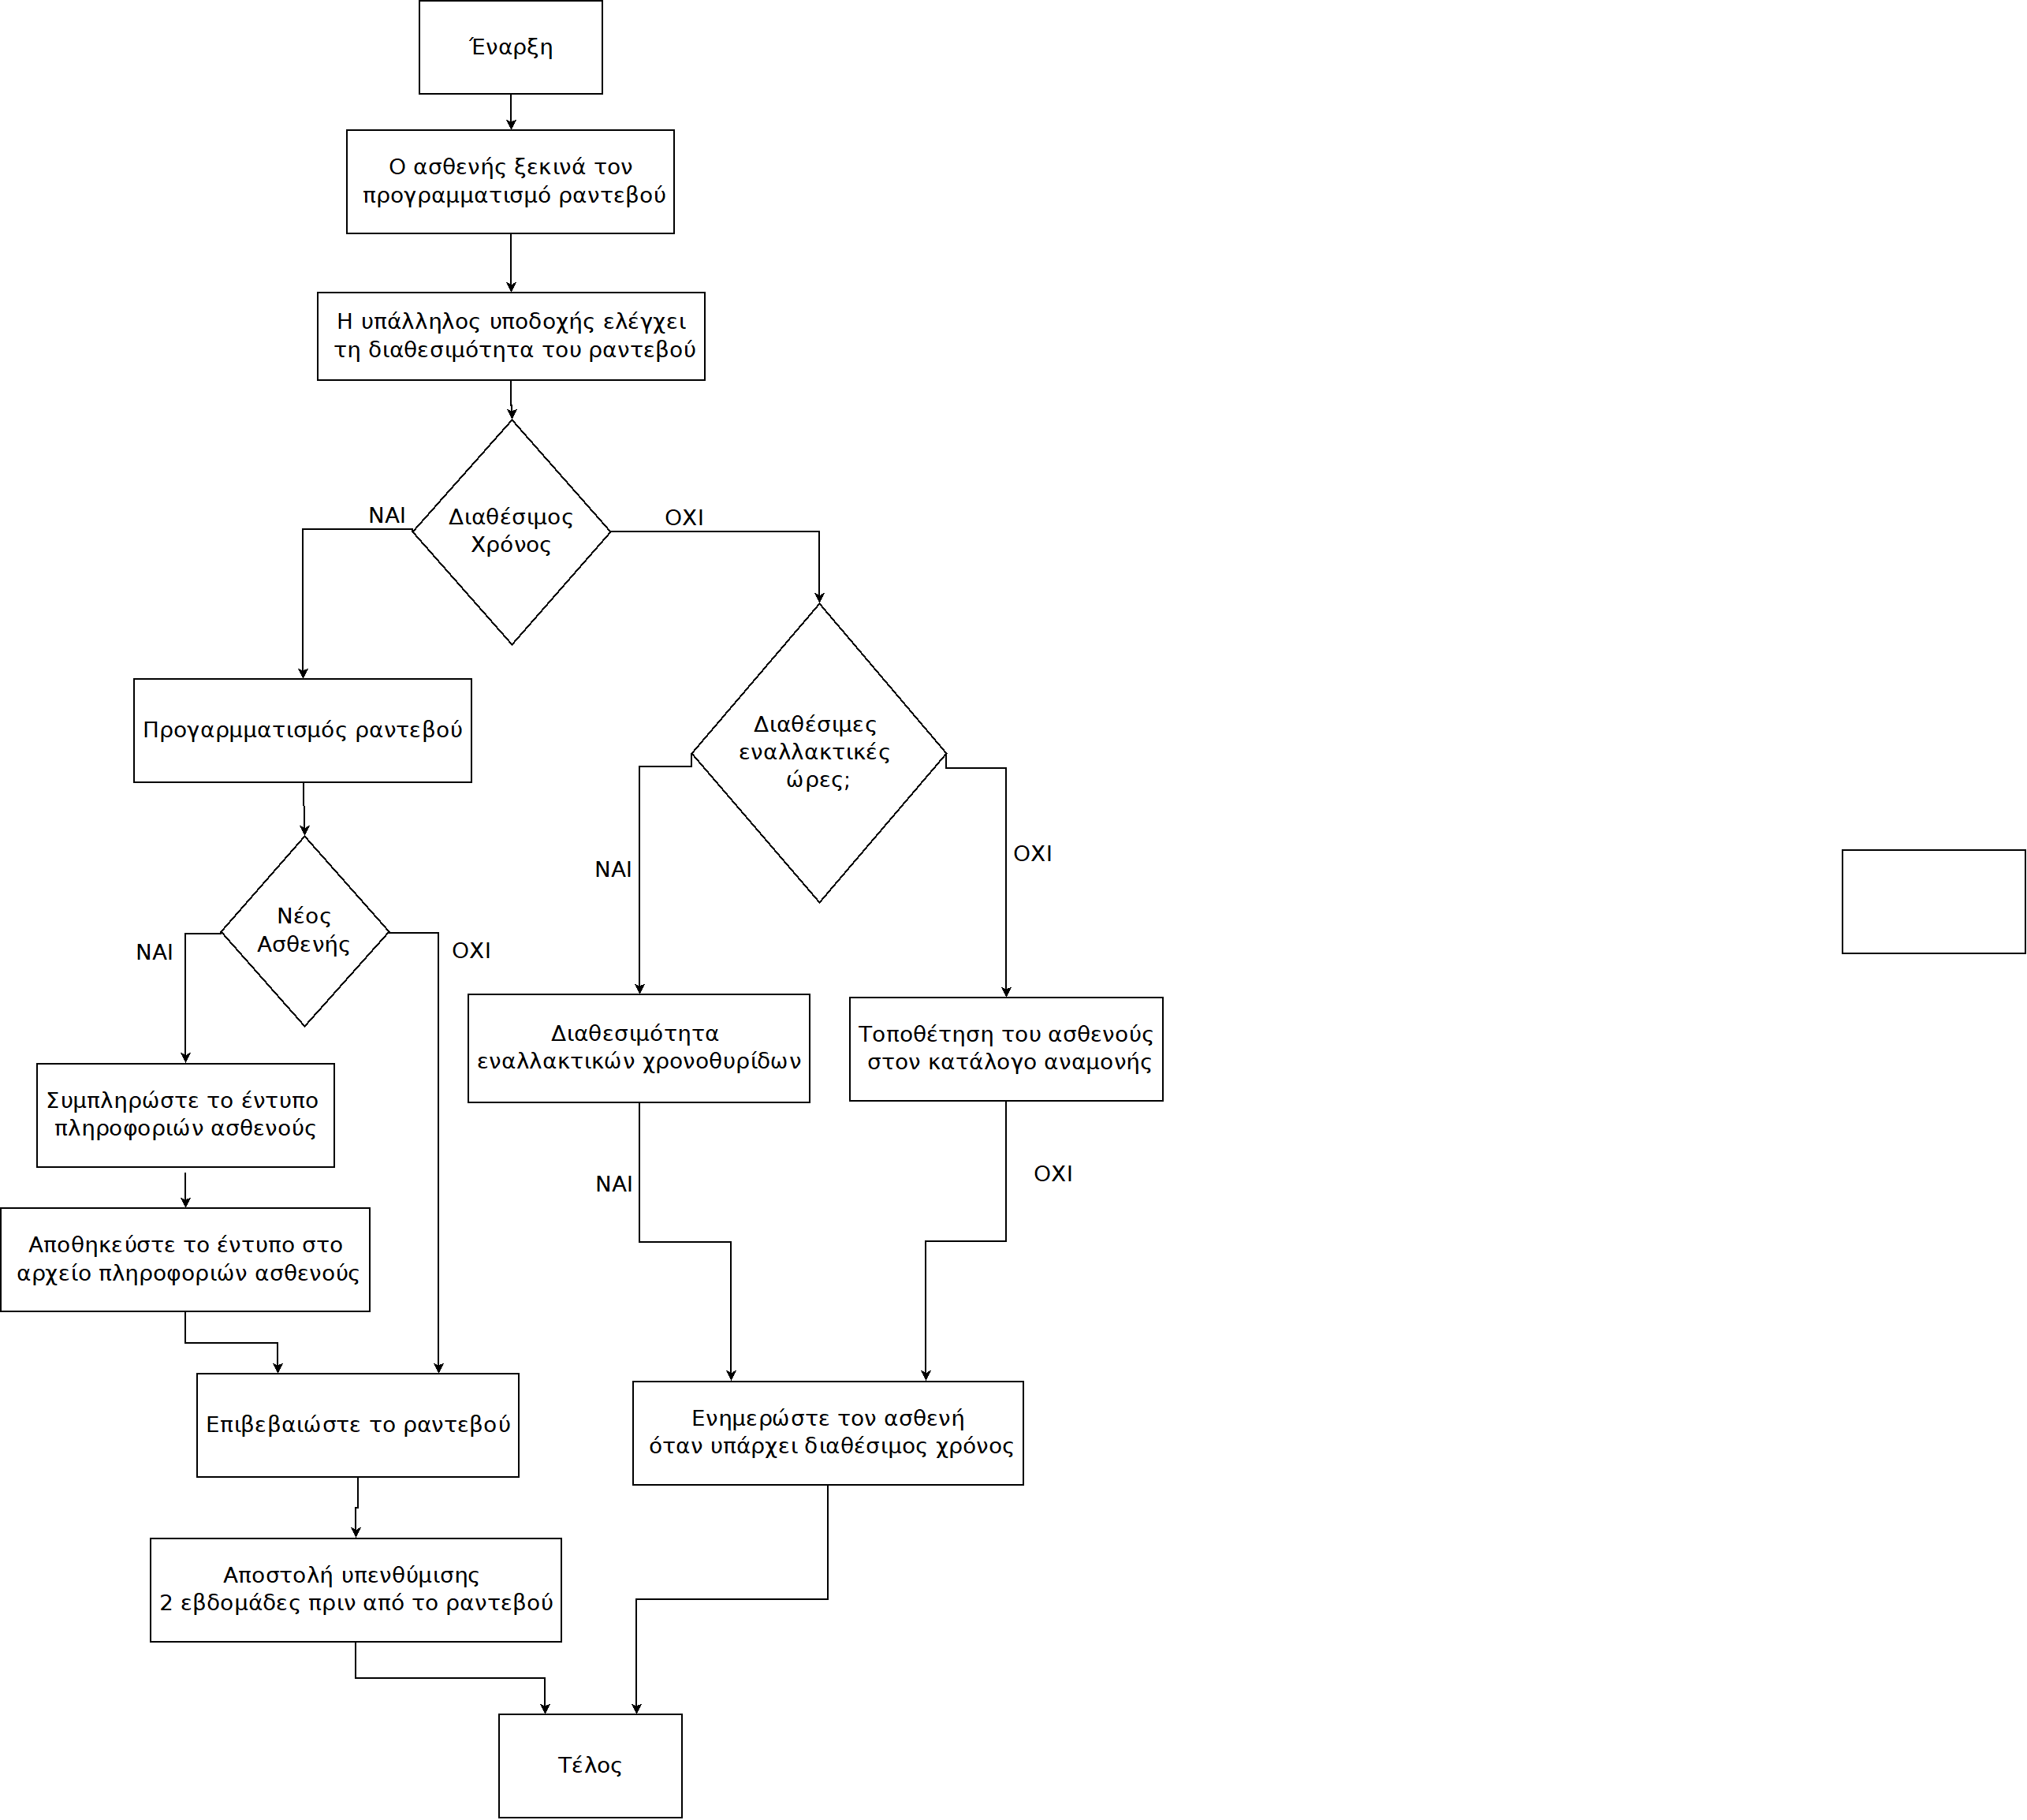 Έναρξη
Ο ασθενής ξεκινά τον
προγραμματισμό ραντεβού
Η υπάλληλος υποδοχής ελέγχει
τη διαθεσιμότητα του ραντεβού
ΝΑΙ
Διαθέσιμος
Χρόνος
ΟΧΙ
Προγαρμματισμός ραντεβού
Διαθέσιμες
εναλλακτικές
ώρες;
ΝΑΙ
ΟΧΙ
Νέος
Ασθενής
ΝΑΙ
ΟΧΙ
Διαθεσιμότητα
εναλλακτικών χρονοθυρίδων
Τοποθέτηση του ασθενούς
στον κατάλογο αναμονής
Συμπληρώστε το έντυπο
πληροφοριών ασθενούς
ΝΑΙ
ΟΧΙ
Αποθηκεύστε το έντυπο στο
αρχείο πληροφοριών ασθενούς
Επιβεβαιώστε το ραντεβού
Ενημερώστε τον ασθενή
όταν υπάρχει διαθέσιμος χρόνος
Αποστολή υπενθύμισης
2 εβδομάδες πριν από το ραντεβού
Τέλος